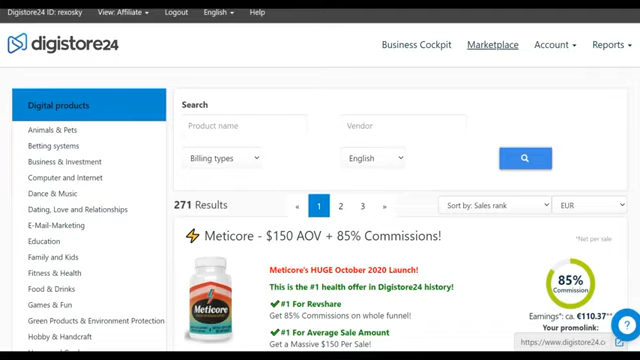 Digistore24 ID: rexosky View: Affiliate Logout English Help
digistore24
Business Cockpit Marketplace Account Reports
Digital products
Animals & Pets
Betting systems
Business & Investment
Computer and Internet
Dance & Music
Dating, Love and Relationships
E-Mail-Marketing
Education
Family and Kids
Fitness & Health
Food & Drinks
Games & Fun
Green Products & Environment Protection
Hobby & Handcraft
Search
Product name Vendor
Billing types English
271 Results « 1 2 3 » Sort by: Sales rank EUR
Meticore - $150 AOV + 85% Commissions!
*Net per sale
Meticore's HUGE October 2020 Launch!
This is the #1 health offer in Digistore24 history!
#1 For Revshare
Get 85% Commissions on whole funnel!
#1 For Average Sale Amount
Get a Massive $150 Per Sale!
Meticore
85%
Commission
Earnings*: ca. €110.37**
Your promolink:
https://www.digistore24.c
?